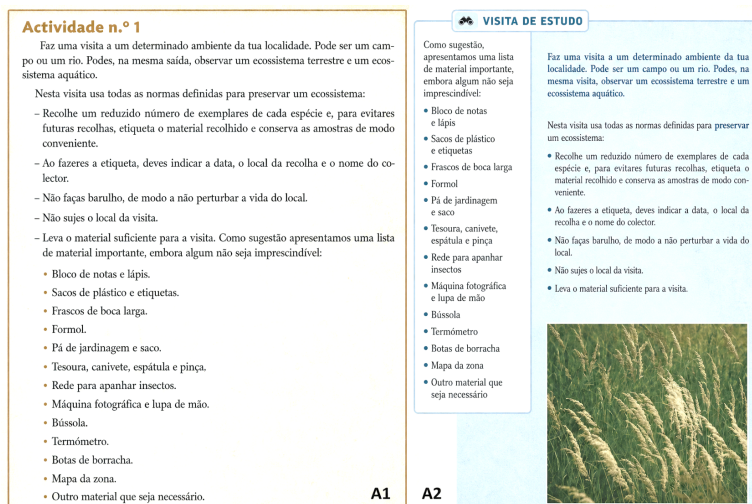 Actividade n.º 1
Faz uma visita a um determinado ambiente da tua localidade. Pode ser um cam-
po ou um rio. Podes, na mesma saída, observar um ecossistema terrestre e um ecos-
sistema aquático.
Nesta visita usa todas as normas definidas para preservar um ecossistema:
– Recolhe um reduzido número de exemplares de cada espécie e, para evitares
futuras recolhas, etiqueta o material recolhido e conserva as amostras de modo
conveniente.
– Ao fazeres a etiqueta, deves indicar a data, o local da recolha e o nome do co-
lector.
– Não faças barulho, de modo a não perturbar a vida do local.
– Não sujes o local da visita.
– Leva o material suficiente para a visita. Como sugestão apresentamos uma lista
de material importante, embora algum não seja imprescindível:
• Bloco de notas e lápis.
• Sacos de plástico e etiquetas.
• Frascos de boca larga.
• Formol.
• Pá de jardinagem e saco.
• Tesoura, canivete, espátula e pinça.
• Rede para apanhar insectos.
• Máquina fotográfica e lupa de mão.
• Bússola.
• Termómetro.
• Botas de borracha.
• Mapa da zona.
• Outro material que seja necessário.
A1
VISITA DE ESTUDO
Como sugestão,
apresentamos uma lista
de material importante,
embora algum não seja
imprescindível:
• Bloco de notas
e lápis
• Sacos de plástico
e etiquetas
• Frascos de boca larga
• Formol
• Pá de jardinagem
e saco
• Tesoura, canivete,
espátula e pinça
• Rede para apanhar
insectos
• Máquina fotográfica
e lupa de mão
• Bússola
• Termómetro
• Botas de borracha
• Mapa da zona
• Outro material que
seja necessário
A2
Faz uma visita a um determinado ambiente da tua
localidade. Pode ser um campo ou um rio. Podes, na
mesma visita, observar um ecossistema terrestre e um
ecossistema aquático.
Nesta visita usa todas as normas definidas para preservar
um ecossistema:
• Recolhe um reduzido número de exemplares de cada
espécie e, para evitares futuras recolhas, etiqueta o
material recolhido e conserva as amostras de modo con-
veniente.
• Ao fazeres a etiqueta, deves indicar a data, o local da
recolha e o nome do colector.
• Não faças barulho, de modo a não perturbar a vida do
local.
• Não sujes o local da visita.
• Leva o material suficiente para a visita.